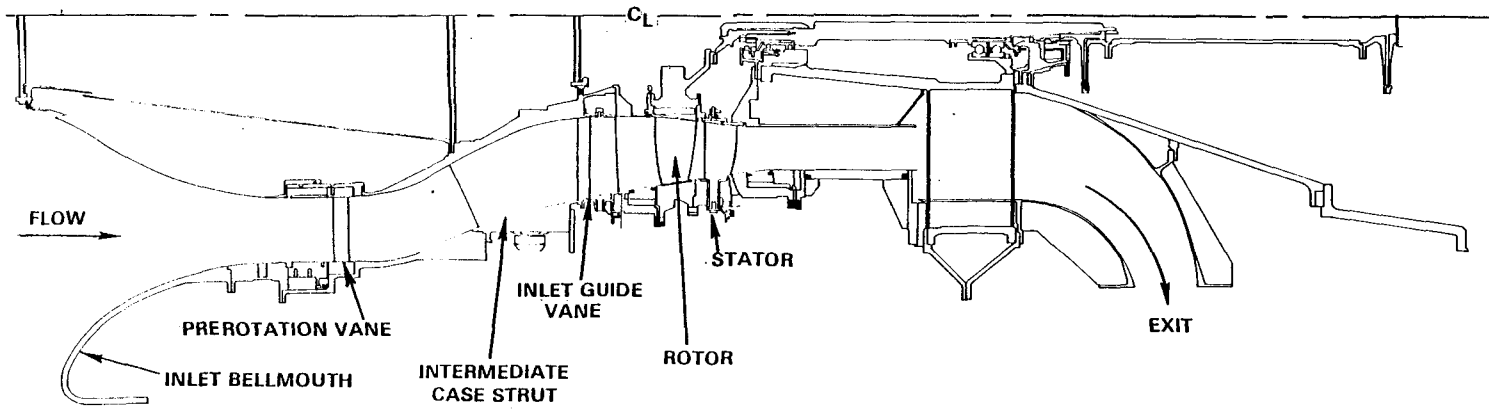 CL
FLOW
STATOR
INLET GUIDE
VANE
PREROTATION VANE
EXIT
ROTOR
INTERMEDIATE
CASE STRUT
INLET BELLMOUTH